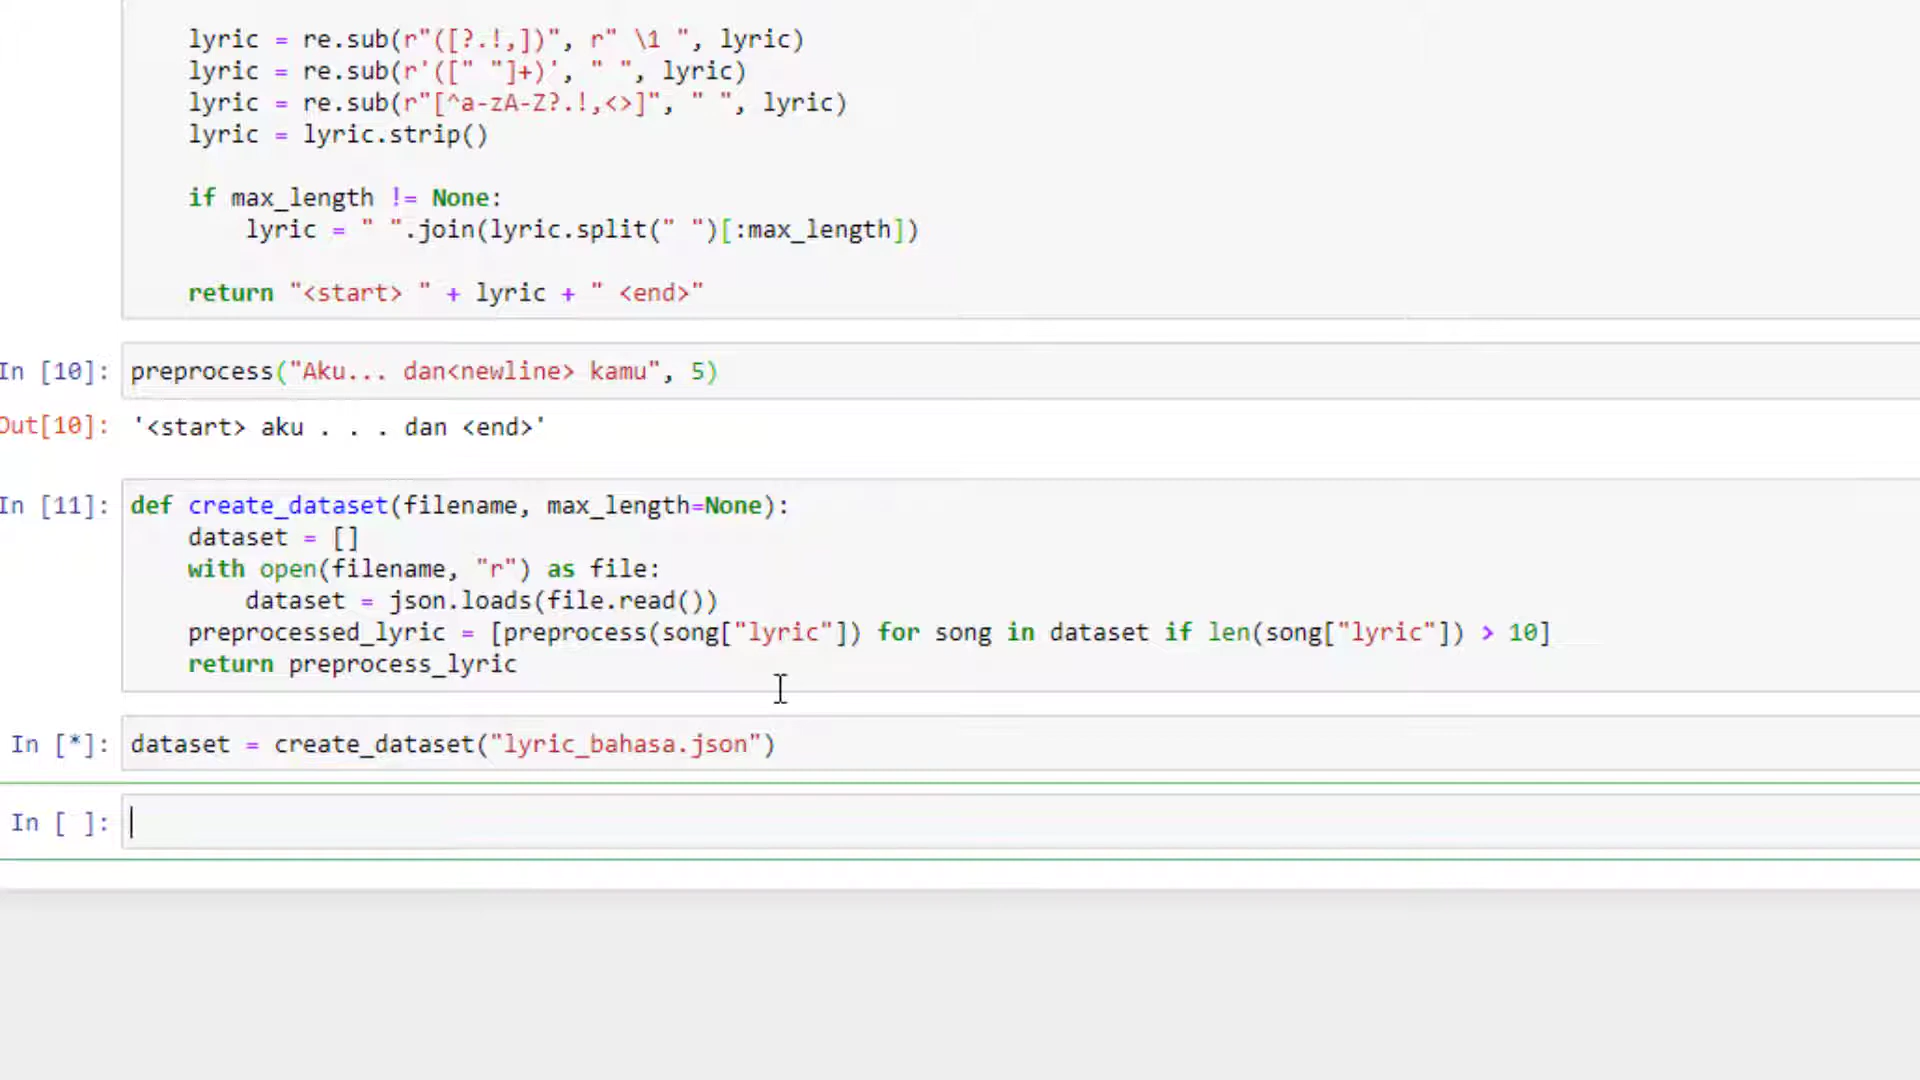 lyric = re.sub(r"([?.!,])", r" \1 ", lyric)
lyric = re.sub(r'([" "]+)', " ", lyric)
lyric = re.sub(r"[^a-zA-Z?.!,<>]", " ", lyric)
lyric = lyric.strip()
if max_length != None:
lyric = " ".join(lyric.split(" ")[:max_length])
return "<start> " + lyric + " <end>"
In [10]: preprocess("Aku... dan<newline> kamu", 5)
Out[10]: '<start> aku . . . dan <end>'
In [11]: def create_dataset(filename, max_length=None):
dataset = []
with open(filename, "r") as file:
dataset = json.loads(file.read())
preprocessed_lyric = [preprocess(song["lyric"]) for song in dataset if len(song["lyric"]) > 10]
return preprocess_lyric
In [*]: dataset = create_dataset("lyric_bahasa.json")
In [ ]: